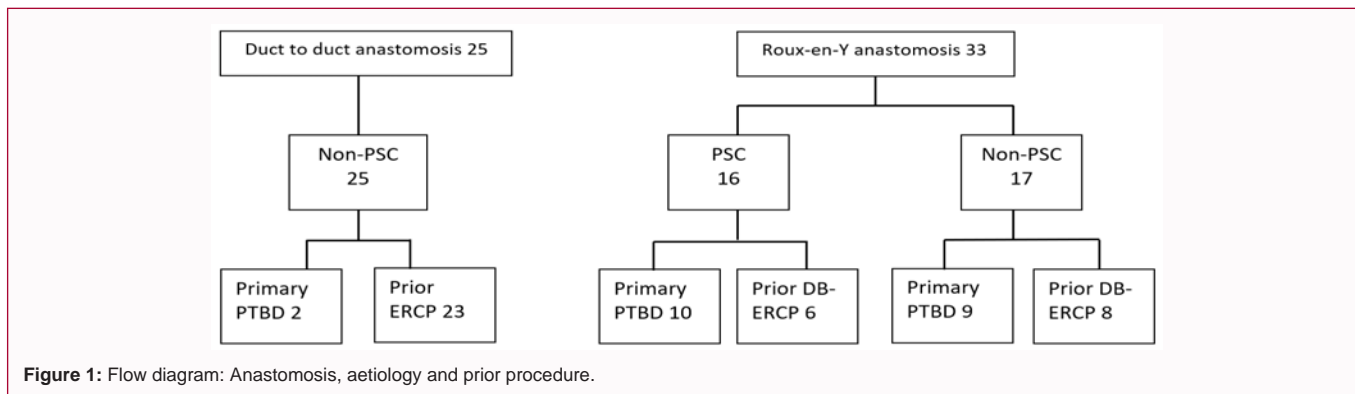 Duct to duct anastomosis 25
Roux-en-Y anastomosis 33
Non-PSC
25
PSC
16
Non-PSC
17
Primary
PTBD 2
Prior
ERCP 23
Primary
PTBD 10
Prior DB-
ERCP 6
Primary
PTBD 9
Prior DB-
ERCP 8
Figure 1: Flow diagram: Anastomosis, aetiology and prior procedure.